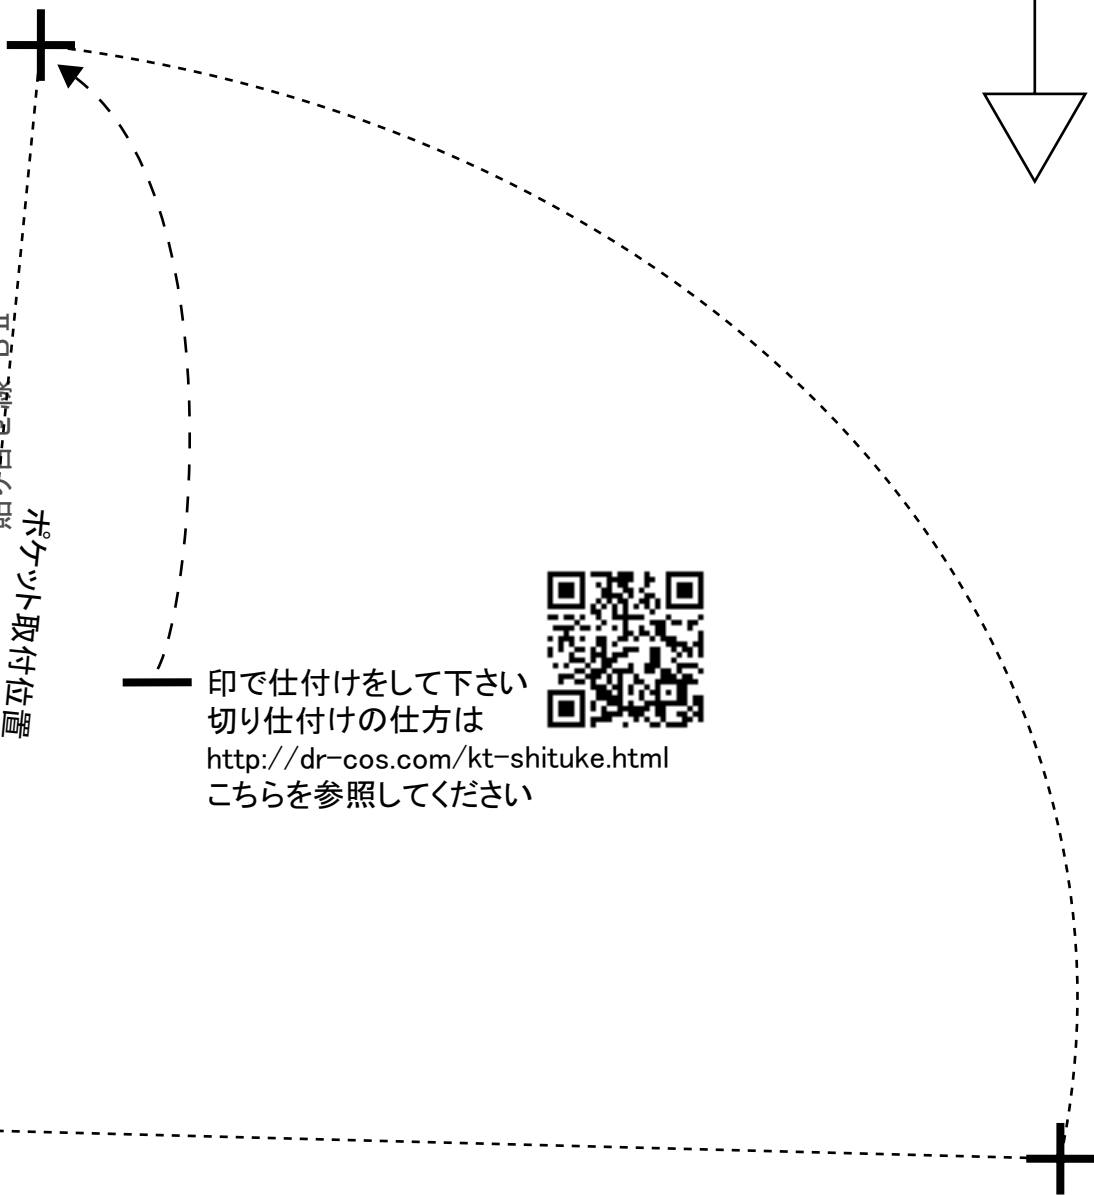 ポケット取付位置
印で仕付けをして下さい
切り仕付けの仕方は
http://dr-cos.com/kt-shituke.html
こちらを参照してください